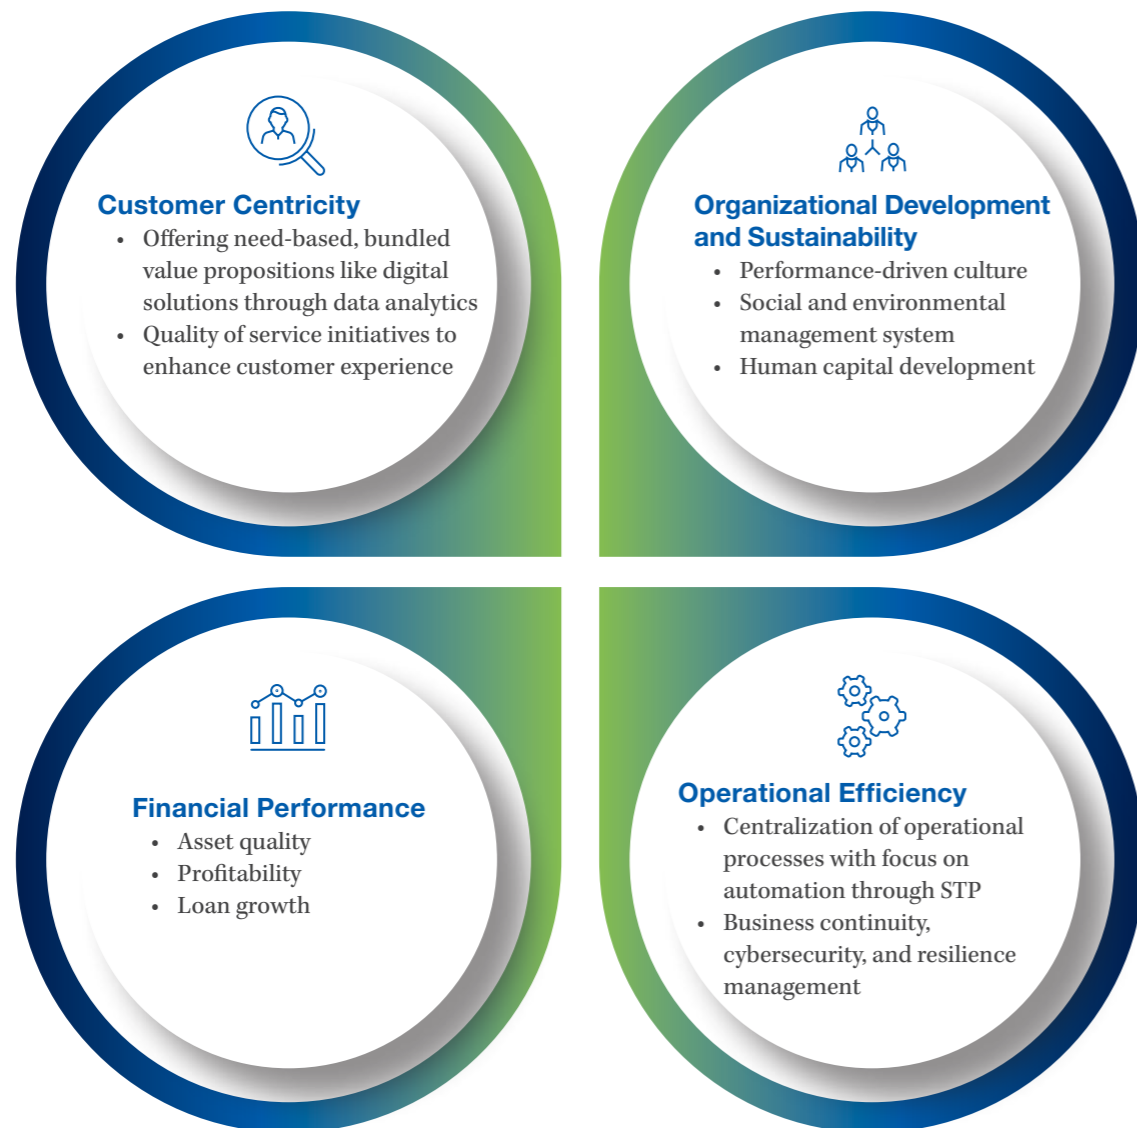 Customer Centricity
• Offering need-based, bundled
value propositions like digital
solutions through data analytics
• Quality of service initiatives to
enhance customer experience
Organizational Development
and Sustainability
• Performance-driven culture
• Social and environmental
management system
• Human capital development
Financial Performance
• Asset quality
• Profitability
• Loan growth
Operational Efficiency
• Centralization of operational
processes with focus on
automation through STP
• Business continuity,
cybersecurity, and resilience
management